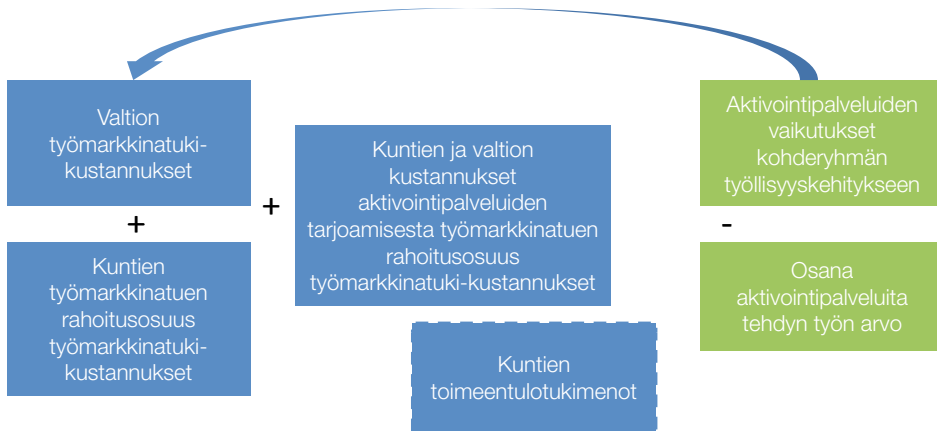 Valtion
työmarkkinatuki-
kustannukset
+
Kuntien
työmarkkinatuen
rahoitusosuus
työmarkkinatuki-
kustannukset
+
Kuntien ja valtion
kustannukset
aktivointipalveluiden
tarjoamisesta työmarkkinatuen
rahoitusosuus
työmarkkinatuki-kustannukset
Kuntien
toimeentulotukimenot
Aktivointipalveluiden
vaikutukset
kohderyhmän
työllisyyskehitykseen
-
Osana
aktivointipalveluita
tehdyn työn arvo